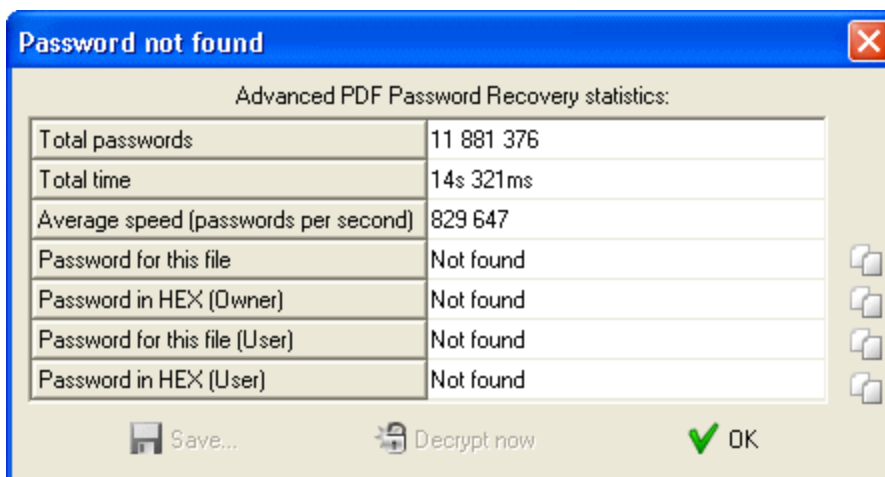 Password not found
Advanced PDF Password Recovery statistics:
Total passwords 11 881 376
Total time 14s 321ms
Average speed (passwords per second) 829 647
Password for this file Not found
Password in HEX (Owner) Not found
Password for this file (User) Not found
Password in HEX (User) Not found
Save... Decrypt now OK